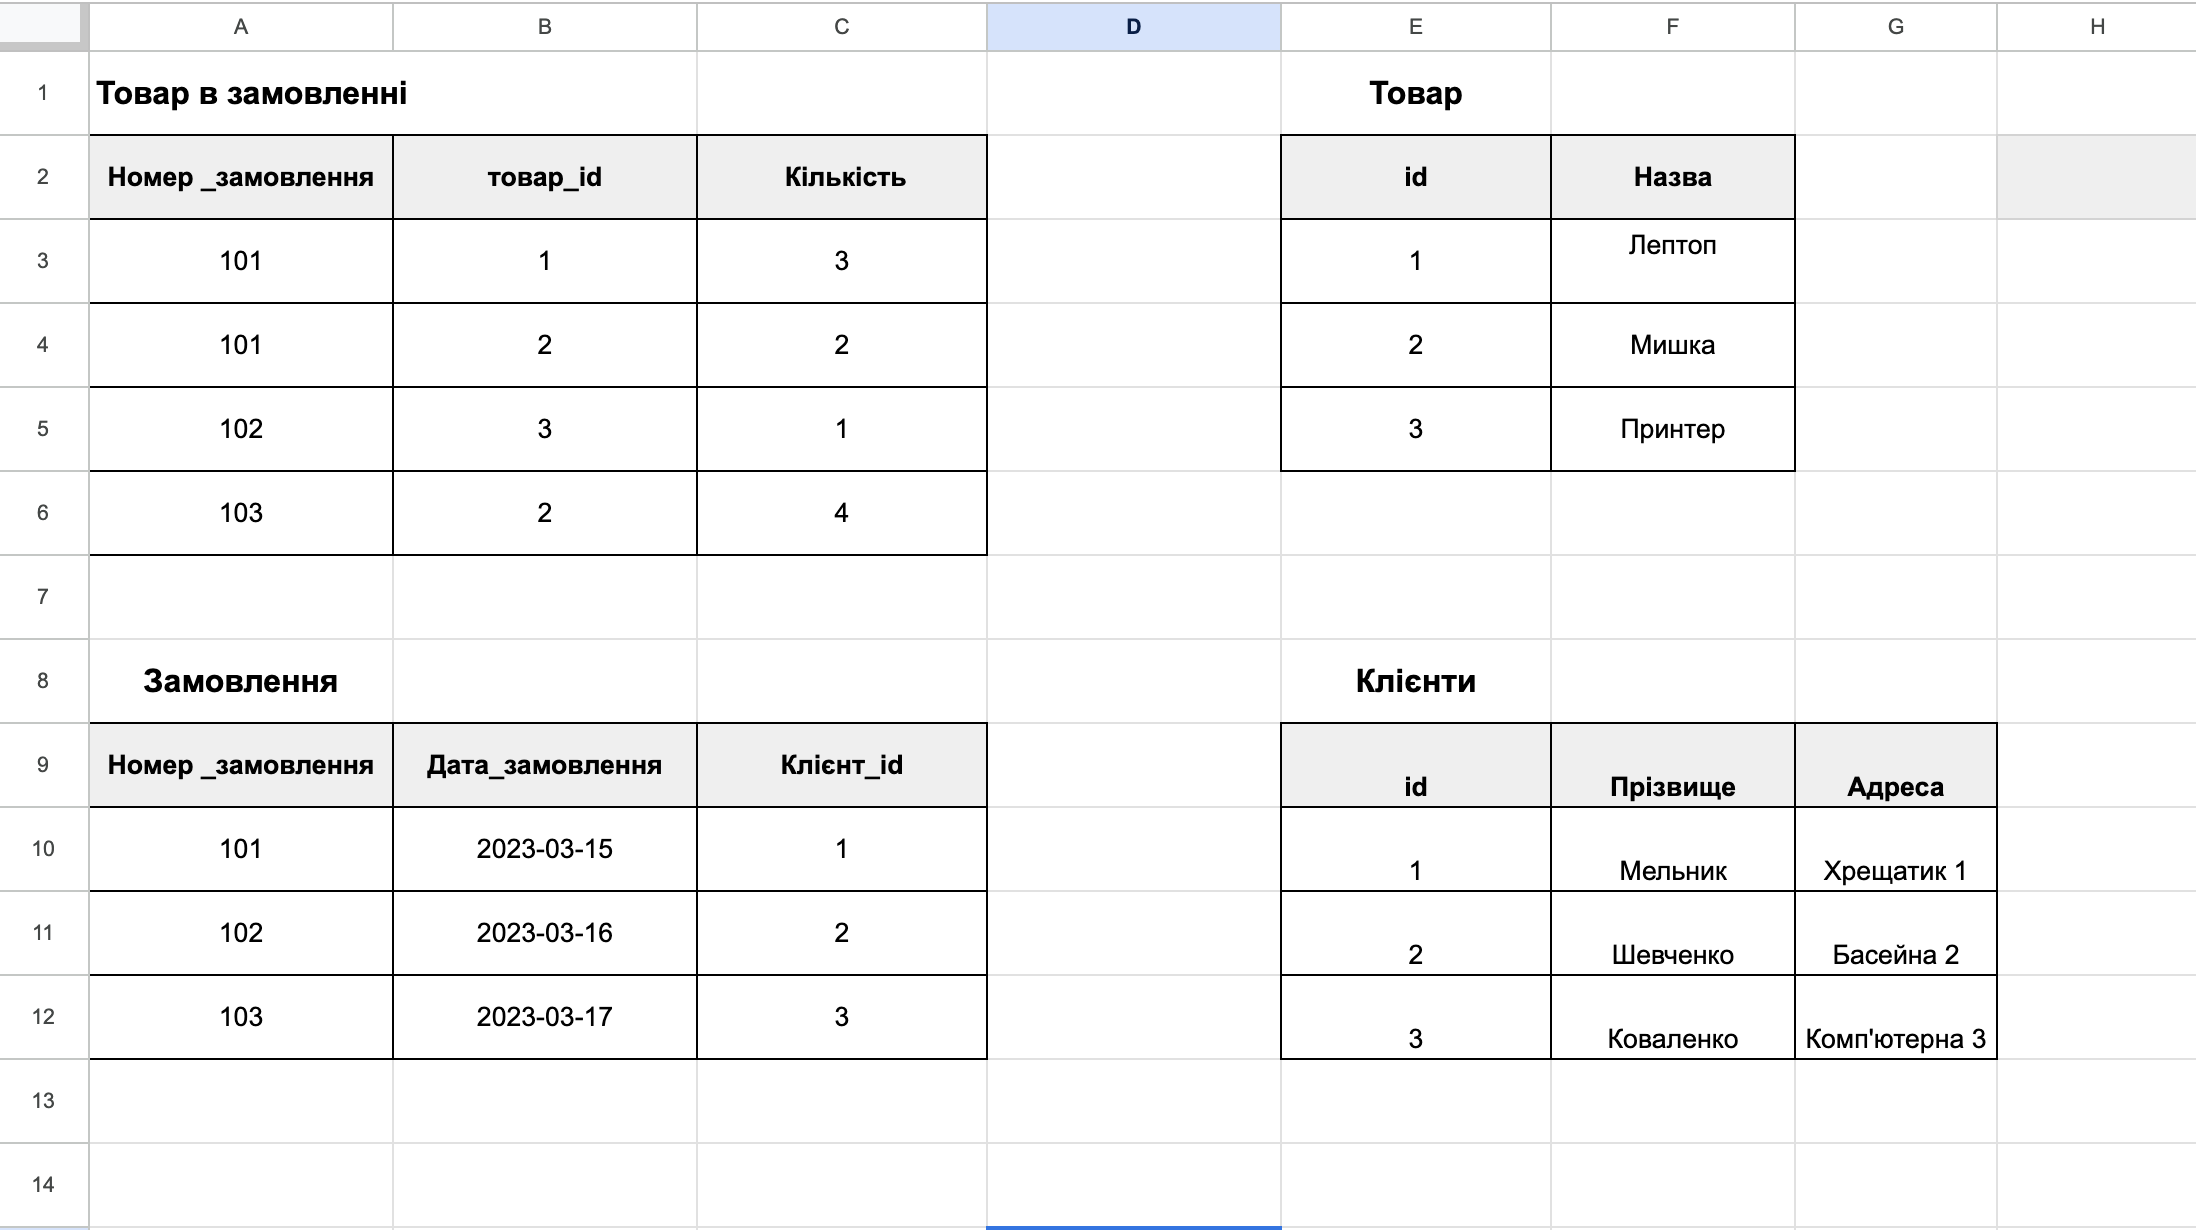 A B C D E F G H
1 Товар в замовленні Товар
2 Номер _замовлення товар_id Кількість id Назва
3 101 1 3 1 Лептоп
4 101 2 2 2 Мишка
5 102 3 1 3 Принтер
6 103 2 4
7
8 Замовлення Клієнти
9 Номер _замовлення Дата_замовлення Клієнт_id id Прізвище Адреса
10 101 2023-03-15 1 1 Мельник Хрещатик 1
11 102 2023-03-16 2 2 Шевченко Басейна 2
12 103 2023-03-17 3 3 Коваленко Комп'ютерна 3
13
14